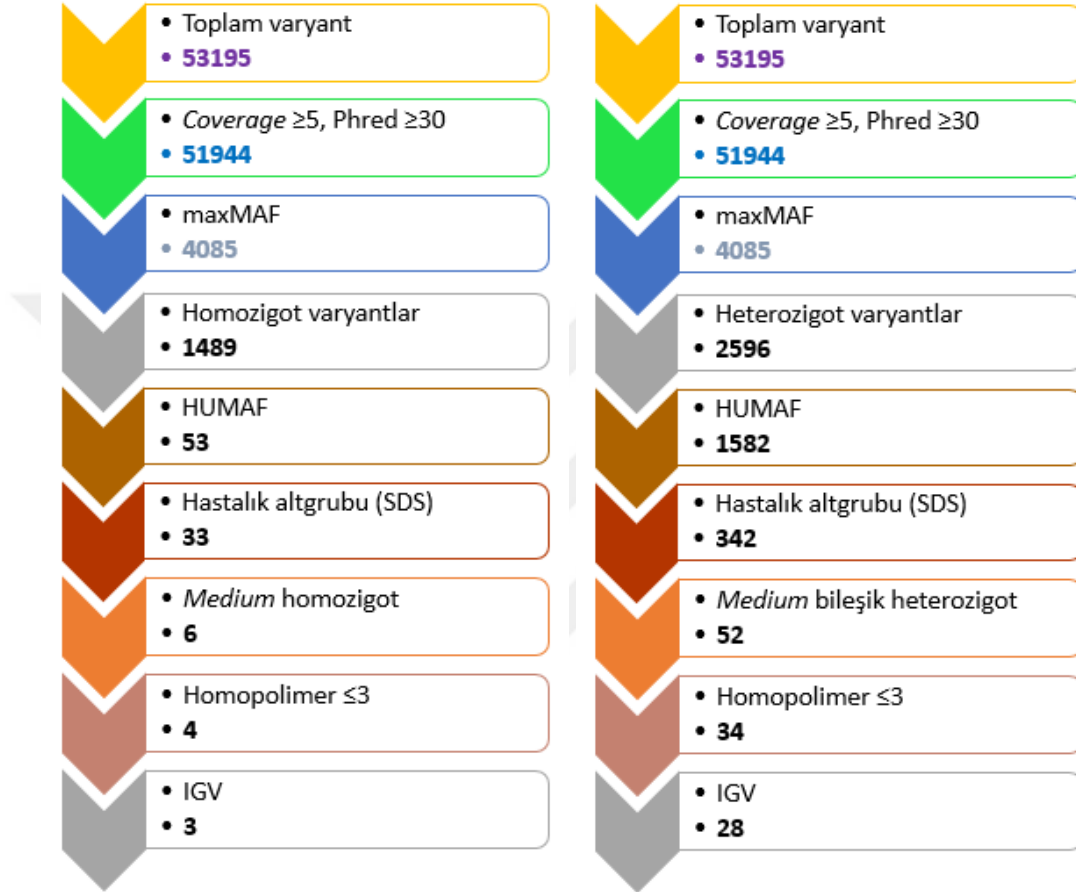 • Toplam varyant
• 53195
• Coverage ≥5, Phred ≥30
• 51944
• maxMAF
• 4085
• Homozigot varyantlar
• 1489
• HUMAF
• 53
• Hastalık altgrubu (SDS)
• 33
• Medium homozigot
• 6
• Homopolimer ≤3
• 4
• IGV
• 3
• Toplam varyant
• 53195
• Coverage ≥5, Phred ≥30
• 51944
• maxMAF
• 4085
• Heterozigot varyantlar
• 2596
• HUMAF
• 1582
• Hastalık altgrubu (SDS)
• 342
• Medium bileşik heterozigot
• 52
• Homopolimer ≤3
• 34
• IGV
• 28